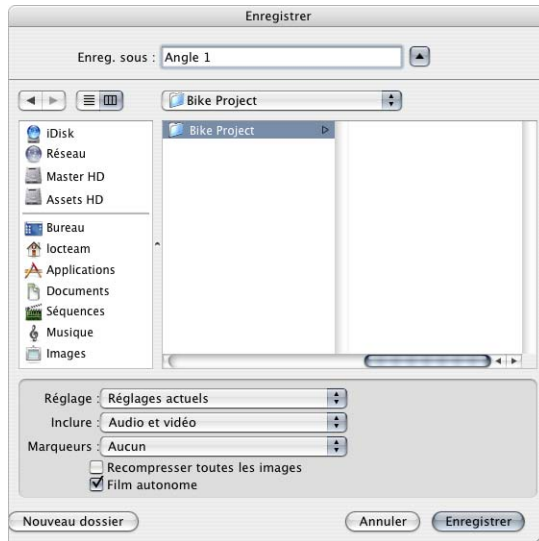 Enregistrer
Enreg. sous : Angle 1
Bike Project
iDisk
Réseau
Master HD
Assets HD
Bureau
locteam
Applications
Documents
Séquences
Musique
Images
Bike Project
Réglage : Réglages actuels
Inclure : Audio et vidéo
Marqueurs : Aucun
Recompresser toutes les images
Film autonome
Nouveau dossier
Annuler
Enregistrer